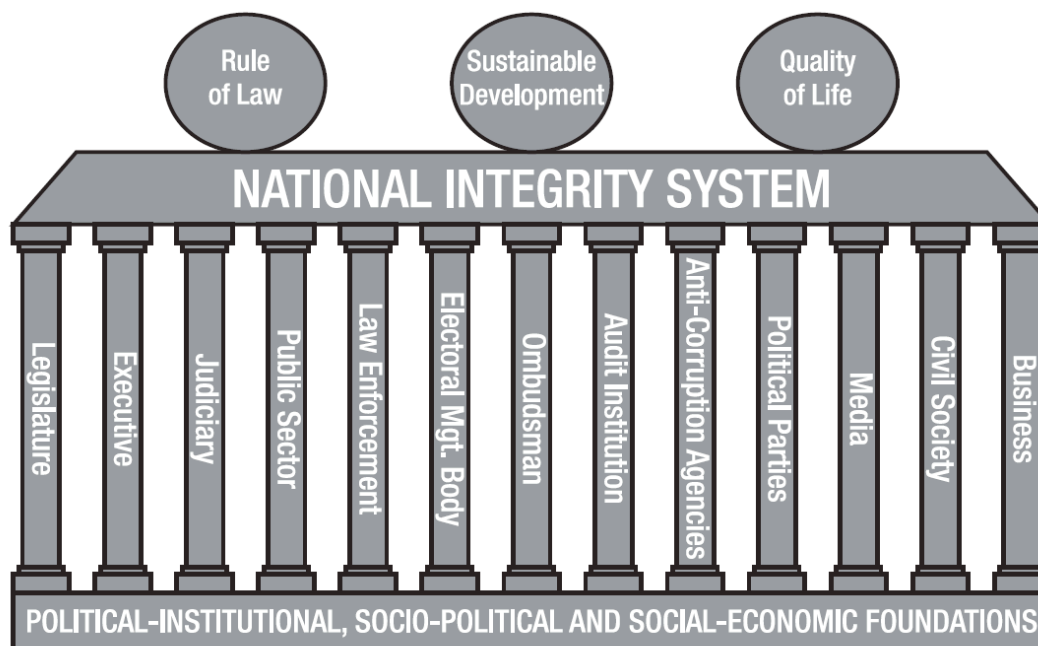 Rule
of Law
Sustainable
Development
Quality
of Life
NATIONAL INTEGRITY SYSTEM
Legislature
Executive
Judiciary
Public Sector
Law Enforcement
Electoral Mgt. Body
Ombudsman
Audit Institution
Anti-Corruption Agencies
Political Parties
Media
Civil Society
Business
POLITICAL-INSTITUTIONAL, SOCIO-POLITICAL AND SOCIAL-ECONOMIC FOUNDATIONS